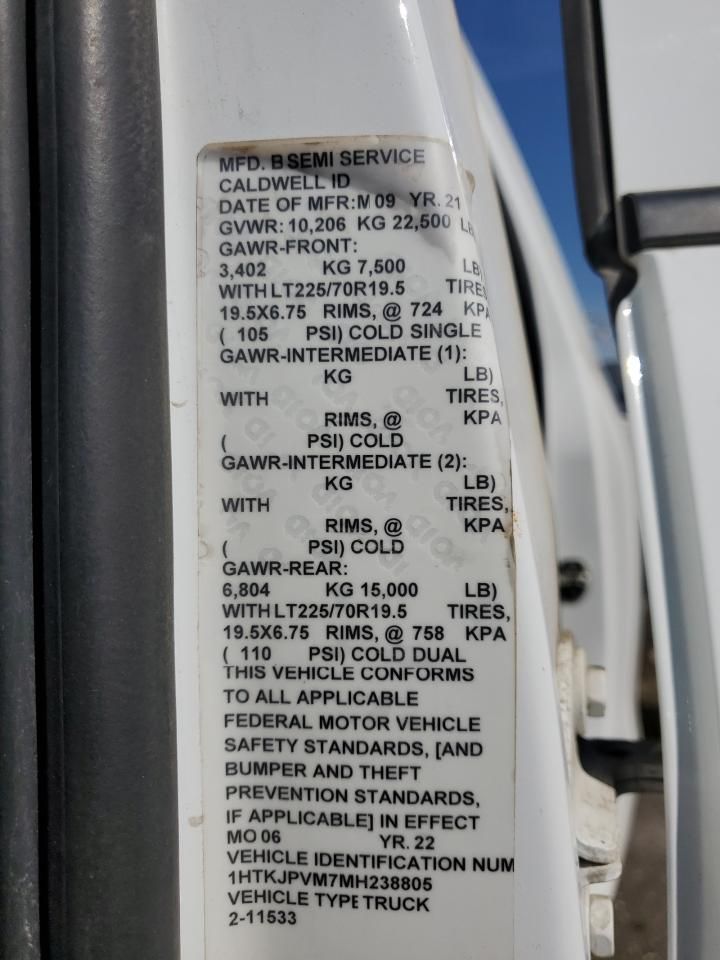 MFD. B SEMI SERVICE
CALDWELL ID
DATE OF MFR:M 09 YR. 21
GVWR: 10,206 KG 22,500 LB
GAWR-FRONT:
3,402 KG 7,500 LB)
WITH LT225/70R19.5 TIRES
19.5X6.75 RIMS, @ 724 KPA
( 105 PSI) COLD SINGLE
GAWR-INTERMEDIATE (1):
KG LB)
WITH TIRES,
RIMS, @ KPA
( PSI) COLD
GAWR-INTERMEDIATE (2):
KG LB)
WITH TIRES,
RIMS, @ KPA
( PSI) COLD
GAWR-REAR:
6,804 KG 15,000 LB)
WITH LT225/70R19.5 TIRES,
19.5X6.75 RIMS, @ 758 KPA
( 110 PSI) COLD DUAL
THIS VEHICLE CONFORMS
TO ALL APPLICABLE
FEDERAL MOTOR VEHICLE
SAFETY STANDARDS, [AND
BUMPER AND THEFT
PREVENTION STANDARDS,
IF APPLICABLE] IN EFFECT
MO 06 YR. 22
VEHICLE IDENTIFICATION NUM
1HTKJPVM7MH238805
VEHICLE TYPE TRUCK
2-11533